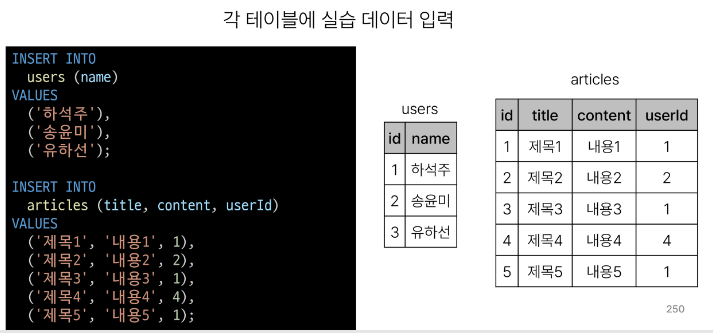 각 테이블에 실습 데이터 입력
INSERT INTO
users (name)
VALUES
('하석주'),
('송윤미'),
('유하선');
INSERT INTO
articles (title, content, userId)
VALUES
('제목1', '내용1', 1),
('제목2', '내용2', 2),
('제목3', '내용3', 1),
('제목4', '내용4', 4),
('제목5', '내용5', 1);
users
id name
1 하석주
2 송윤미
3 유하선
articles
id title content userId
1 제목1 내용1 1
2 제목2 내용2 2
3 제목3 내용3 1
4 제목4 내용4 4
5 제목5 내용5 1
250